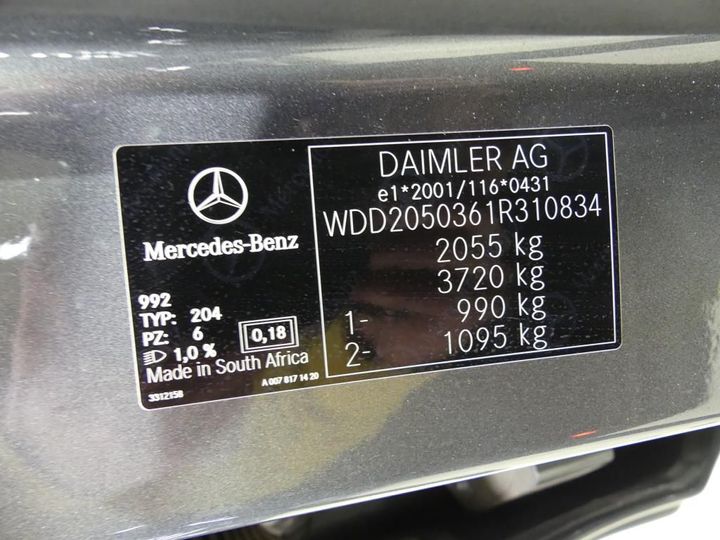 Mercedes-Benz
992
TYP: 204
PZ: 6
0,18
1,0 %
Made in South Africa
3312158
A 007 817 14 20
DAIMLER AG
e1*2001/116*0431
WDD2050361R310834
2055 kg
3720 kg
1- 990 kg
2- 1095 kg